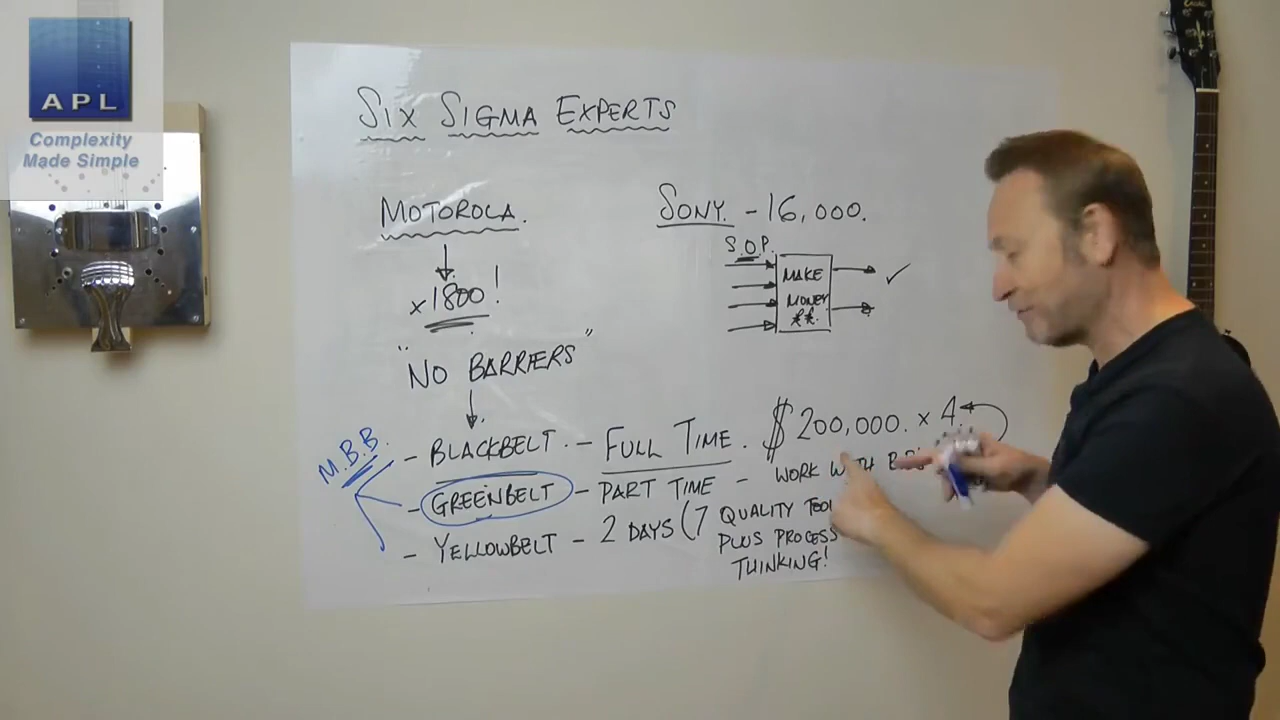 APL
Complexity
Made Simple
SIX SIGMA EXPERTS
MOTOROLA.
×1800!
"NO BARRIERS"
SONY. - 16,000.
S.O.P.
MAKE
MONEY
**.
M.B.B.
- BLACKBELT. - FULL TIME. $200,000. × 4.
- GREENBELT - PART TIME - WORK WITH
- YELLOWBELT - 2 DAYS (7 QUALITY
PLUS PROCESS
THINKING!